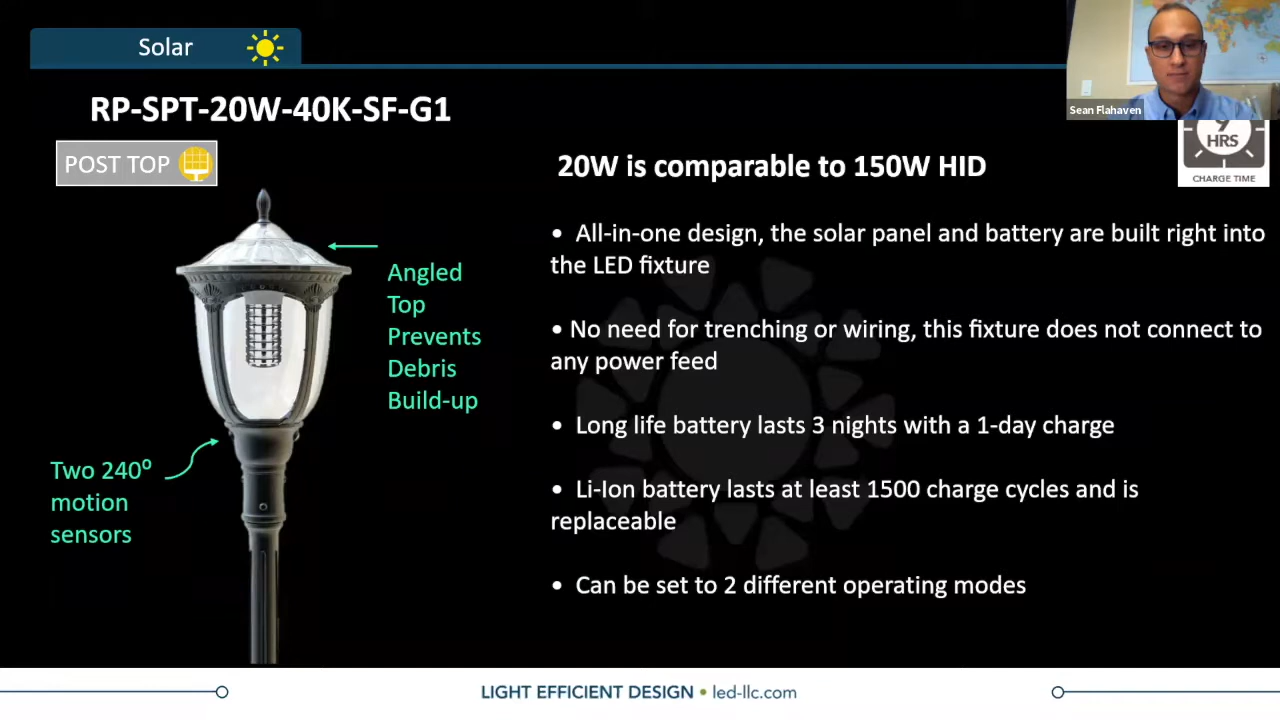 Solar
Sean Flahaven
RP-SPT-20W-40K-SF-G1
HRS
CHARGE TIME
POST TOP
20W is comparable to 150W HID
• All-in-one design, the solar panel and battery are built right into
the LED fixture
Angled
Top
Prevents
Debris
Build-up
• No need for trenching or wiring, this fixture does not connect to
any power feed
• Long life battery lasts 3 nights with a 1-day charge
Two 240⁰
motion
sensors
• Li-Ion battery lasts at least 1500 charge cycles and is
replaceable
• Can be set to 2 different operating modes
LIGHT EFFICIENT DESIGN • led-llc.com